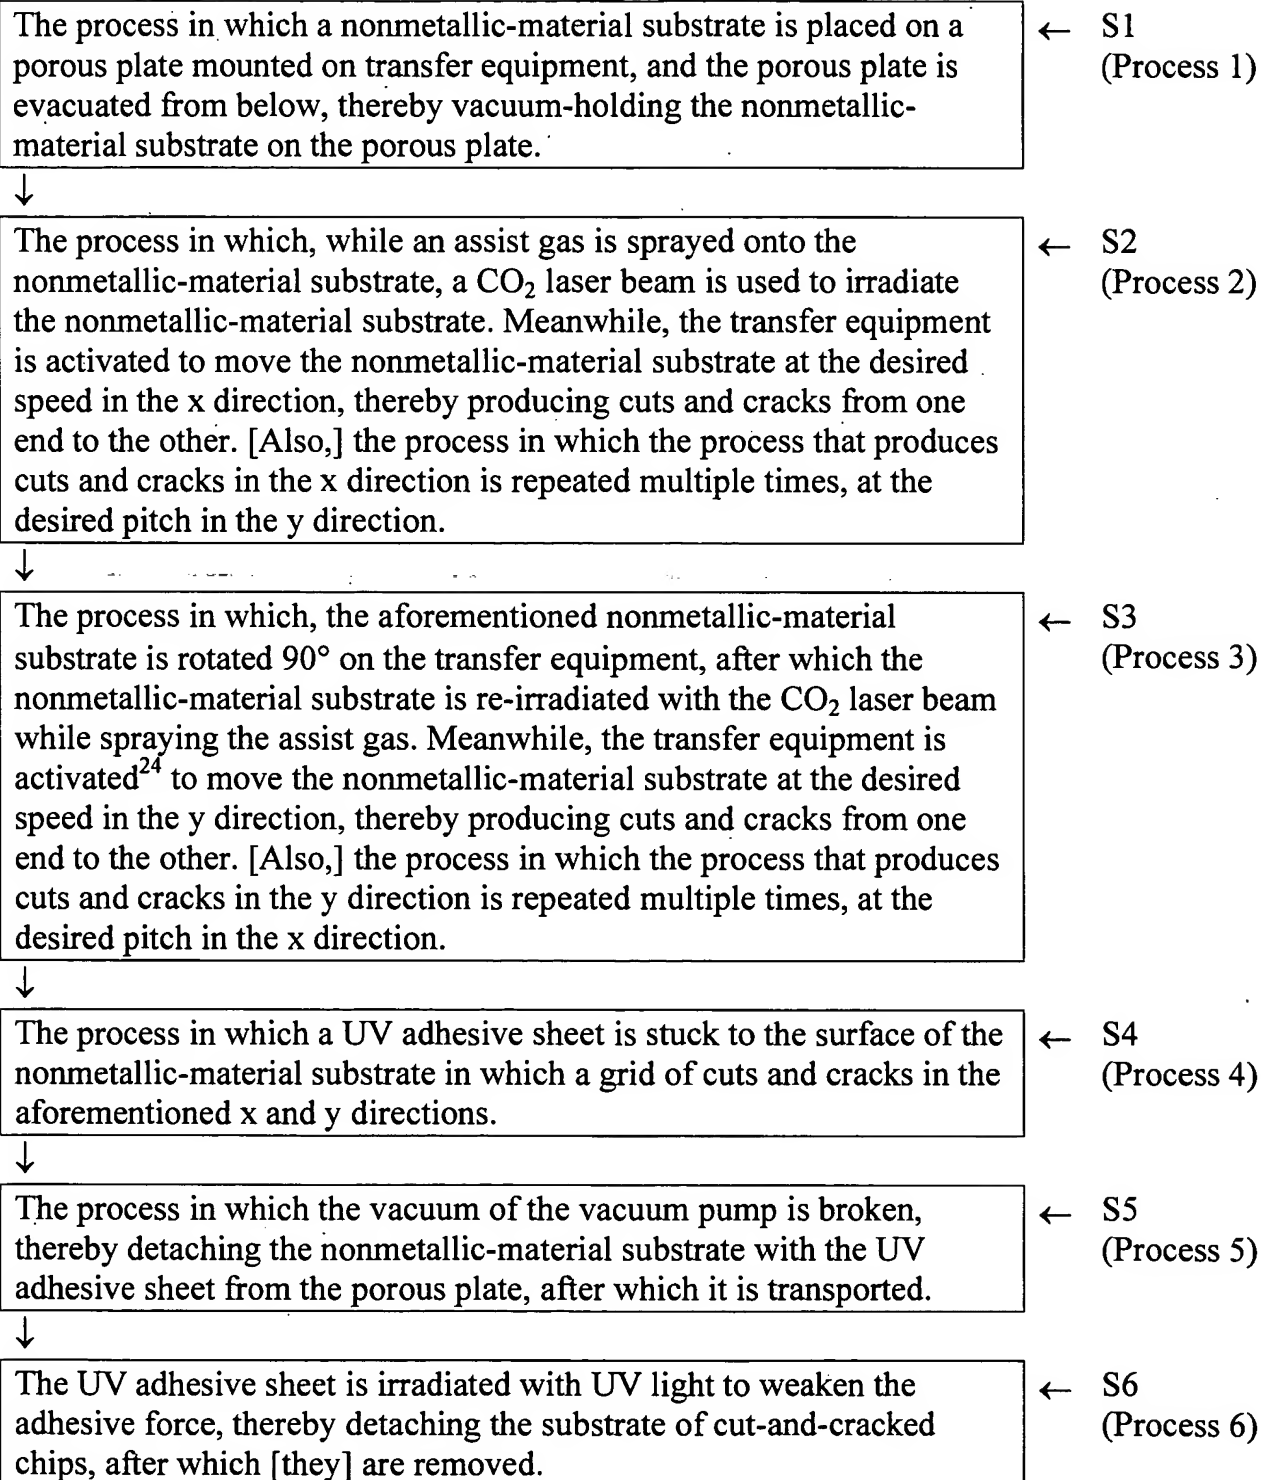 The process in which a nonmetallic-material substrate is placed on a ← S1
porous plate mounted on transfer equipment, and the porous plate is (Process 1)
evacuated from below, thereby vacuum-holding the nonmetallic-
material substrate on the porous plate.
↓
The process in which, while an assist gas is sprayed onto the ← S2
nonmetallic-material substrate, a CO₂ laser beam is used to irradiate (Process 2)
the nonmetallic-material substrate. Meanwhile, the transfer equipment
is activated to move the nonmetallic-material substrate at the desired
speed in the x direction, thereby producing cuts and cracks from one
end to the other. [Also,] the process in which the process that produces
cuts and cracks in the x direction is repeated multiple times, at the
desired pitch in the y direction.
↓
The process in which, the aforementioned nonmetallic-material ← S3
substrate is rotated 90° on the transfer equipment, after which the (Process 3)
nonmetallic-material substrate is re-irradiated with the CO₂ laser beam
while spraying the assist gas. Meanwhile, the transfer equipment is
activated²⁴ to move the nonmetallic-material substrate at the desired
speed in the y direction, thereby producing cuts and cracks from one
end to the other. [Also,] the process in which the process that produces
cuts and cracks in the y direction is repeated multiple times, at the
desired pitch in the x direction.
↓
The process in which a UV adhesive sheet is stuck to the surface of the ← S4
nonmetallic-material substrate in which a grid of cuts and cracks in the (Process 4)
aforementioned x and y directions.
↓
The process in which the vacuum of the vacuum pump is broken, ← S5
thereby detaching the nonmetallic-material substrate with the UV (Process 5)
adhesive sheet from the porous plate, after which it is transported.
↓
The UV adhesive sheet is irradiated with UV light to weaken the ← S6
adhesive force, thereby detaching the substrate of cut-and-cracked (Process 6)
chips, after which [they] are removed.